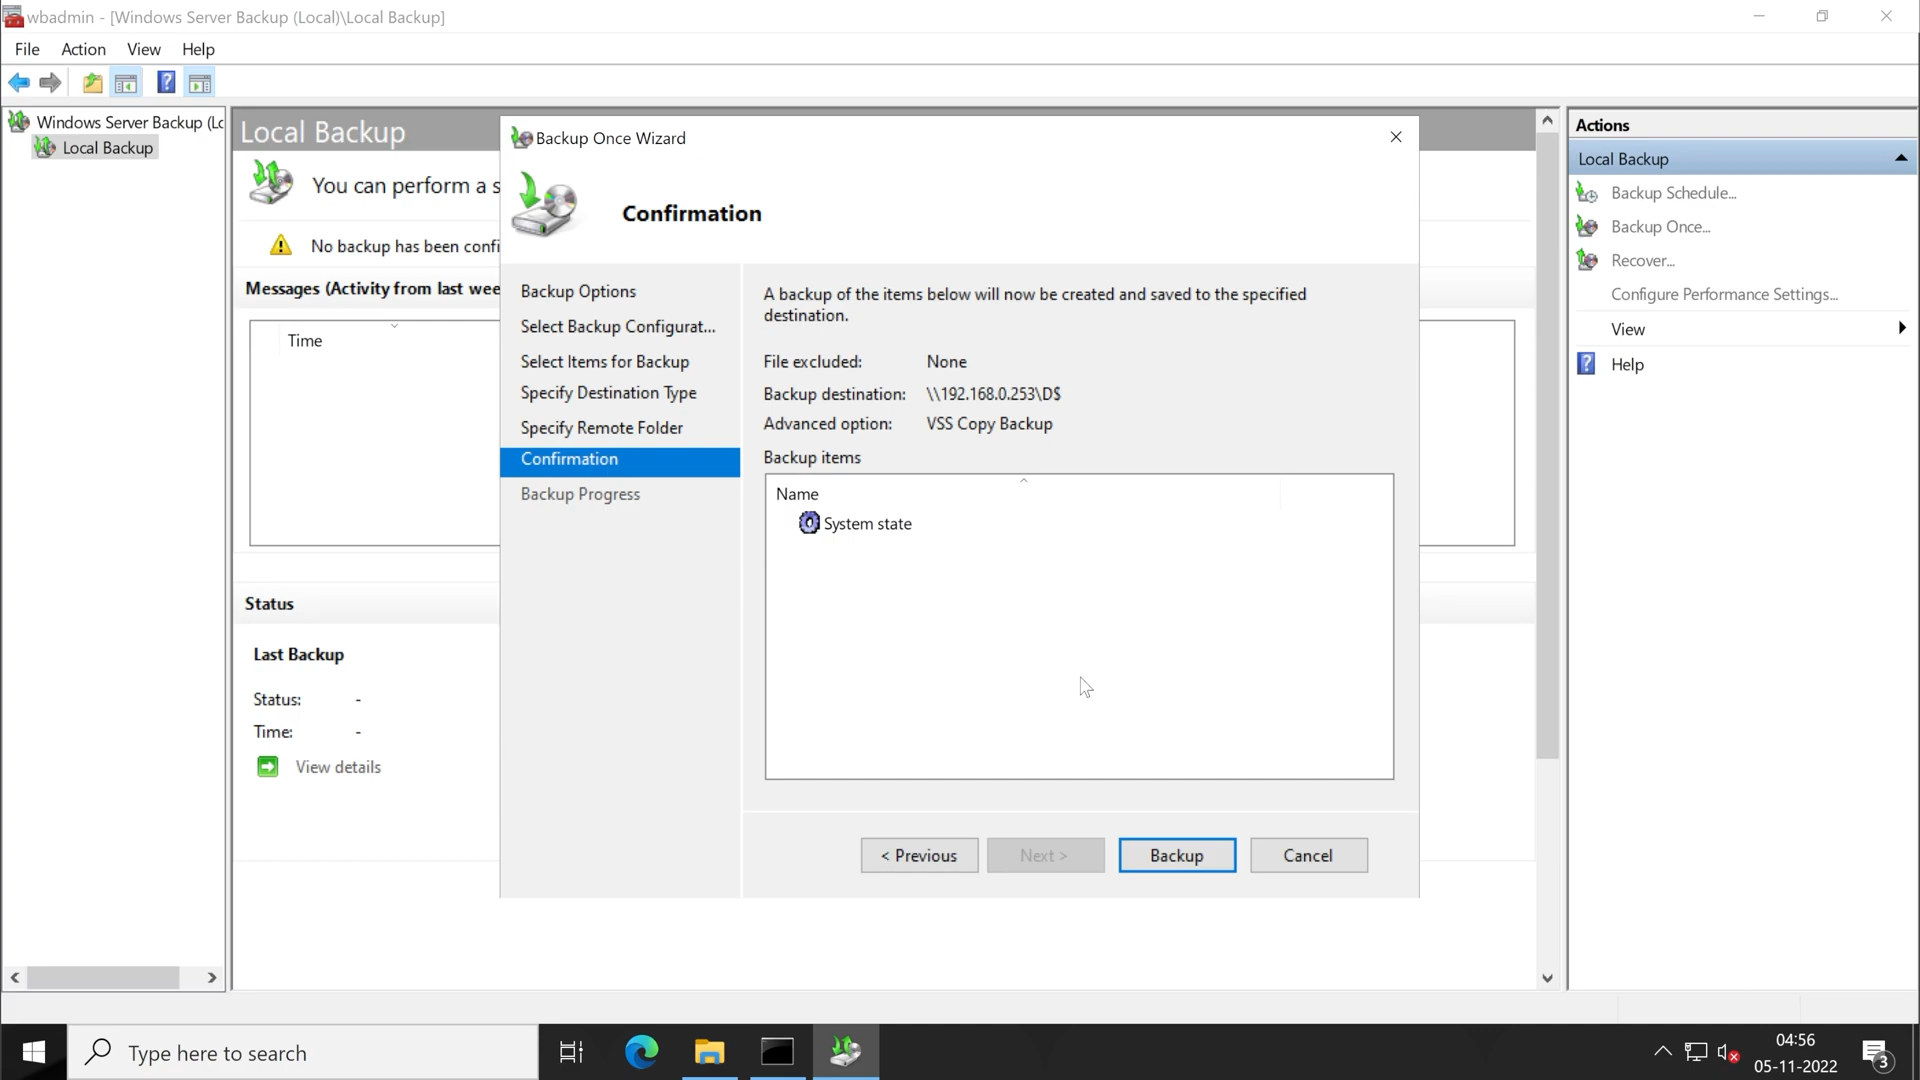 wbadmin - [Windows Server Backup (Local)\Local Backup]
File Action View Help
Windows Server Backup (Lc
Local Backup
Local Backup
You can perform a s
No backup has been confi
Messages (Activity from last wee
Time
Status
Last Backup
Status: -
Time: -
View details
Backup Once Wizard
Confirmation
Backup Options
Select Backup Configurat...
Select Items for Backup
Specify Destination Type
Specify Remote Folder
Confirmation
Backup Progress
A backup of the items below will now be created and saved to the specified
destination.
File excluded: None
Backup destination: \\192.168.0.253\D$
Advanced option: VSS Copy Backup
Backup items
Name
System state
< Previous
Next >
Backup
Cancel
Actions
Local Backup
Backup Schedule...
Backup Once...
Recover...
Configure Performance Settings...
View
Help
Type here to search
04:56
05-11-2022
3